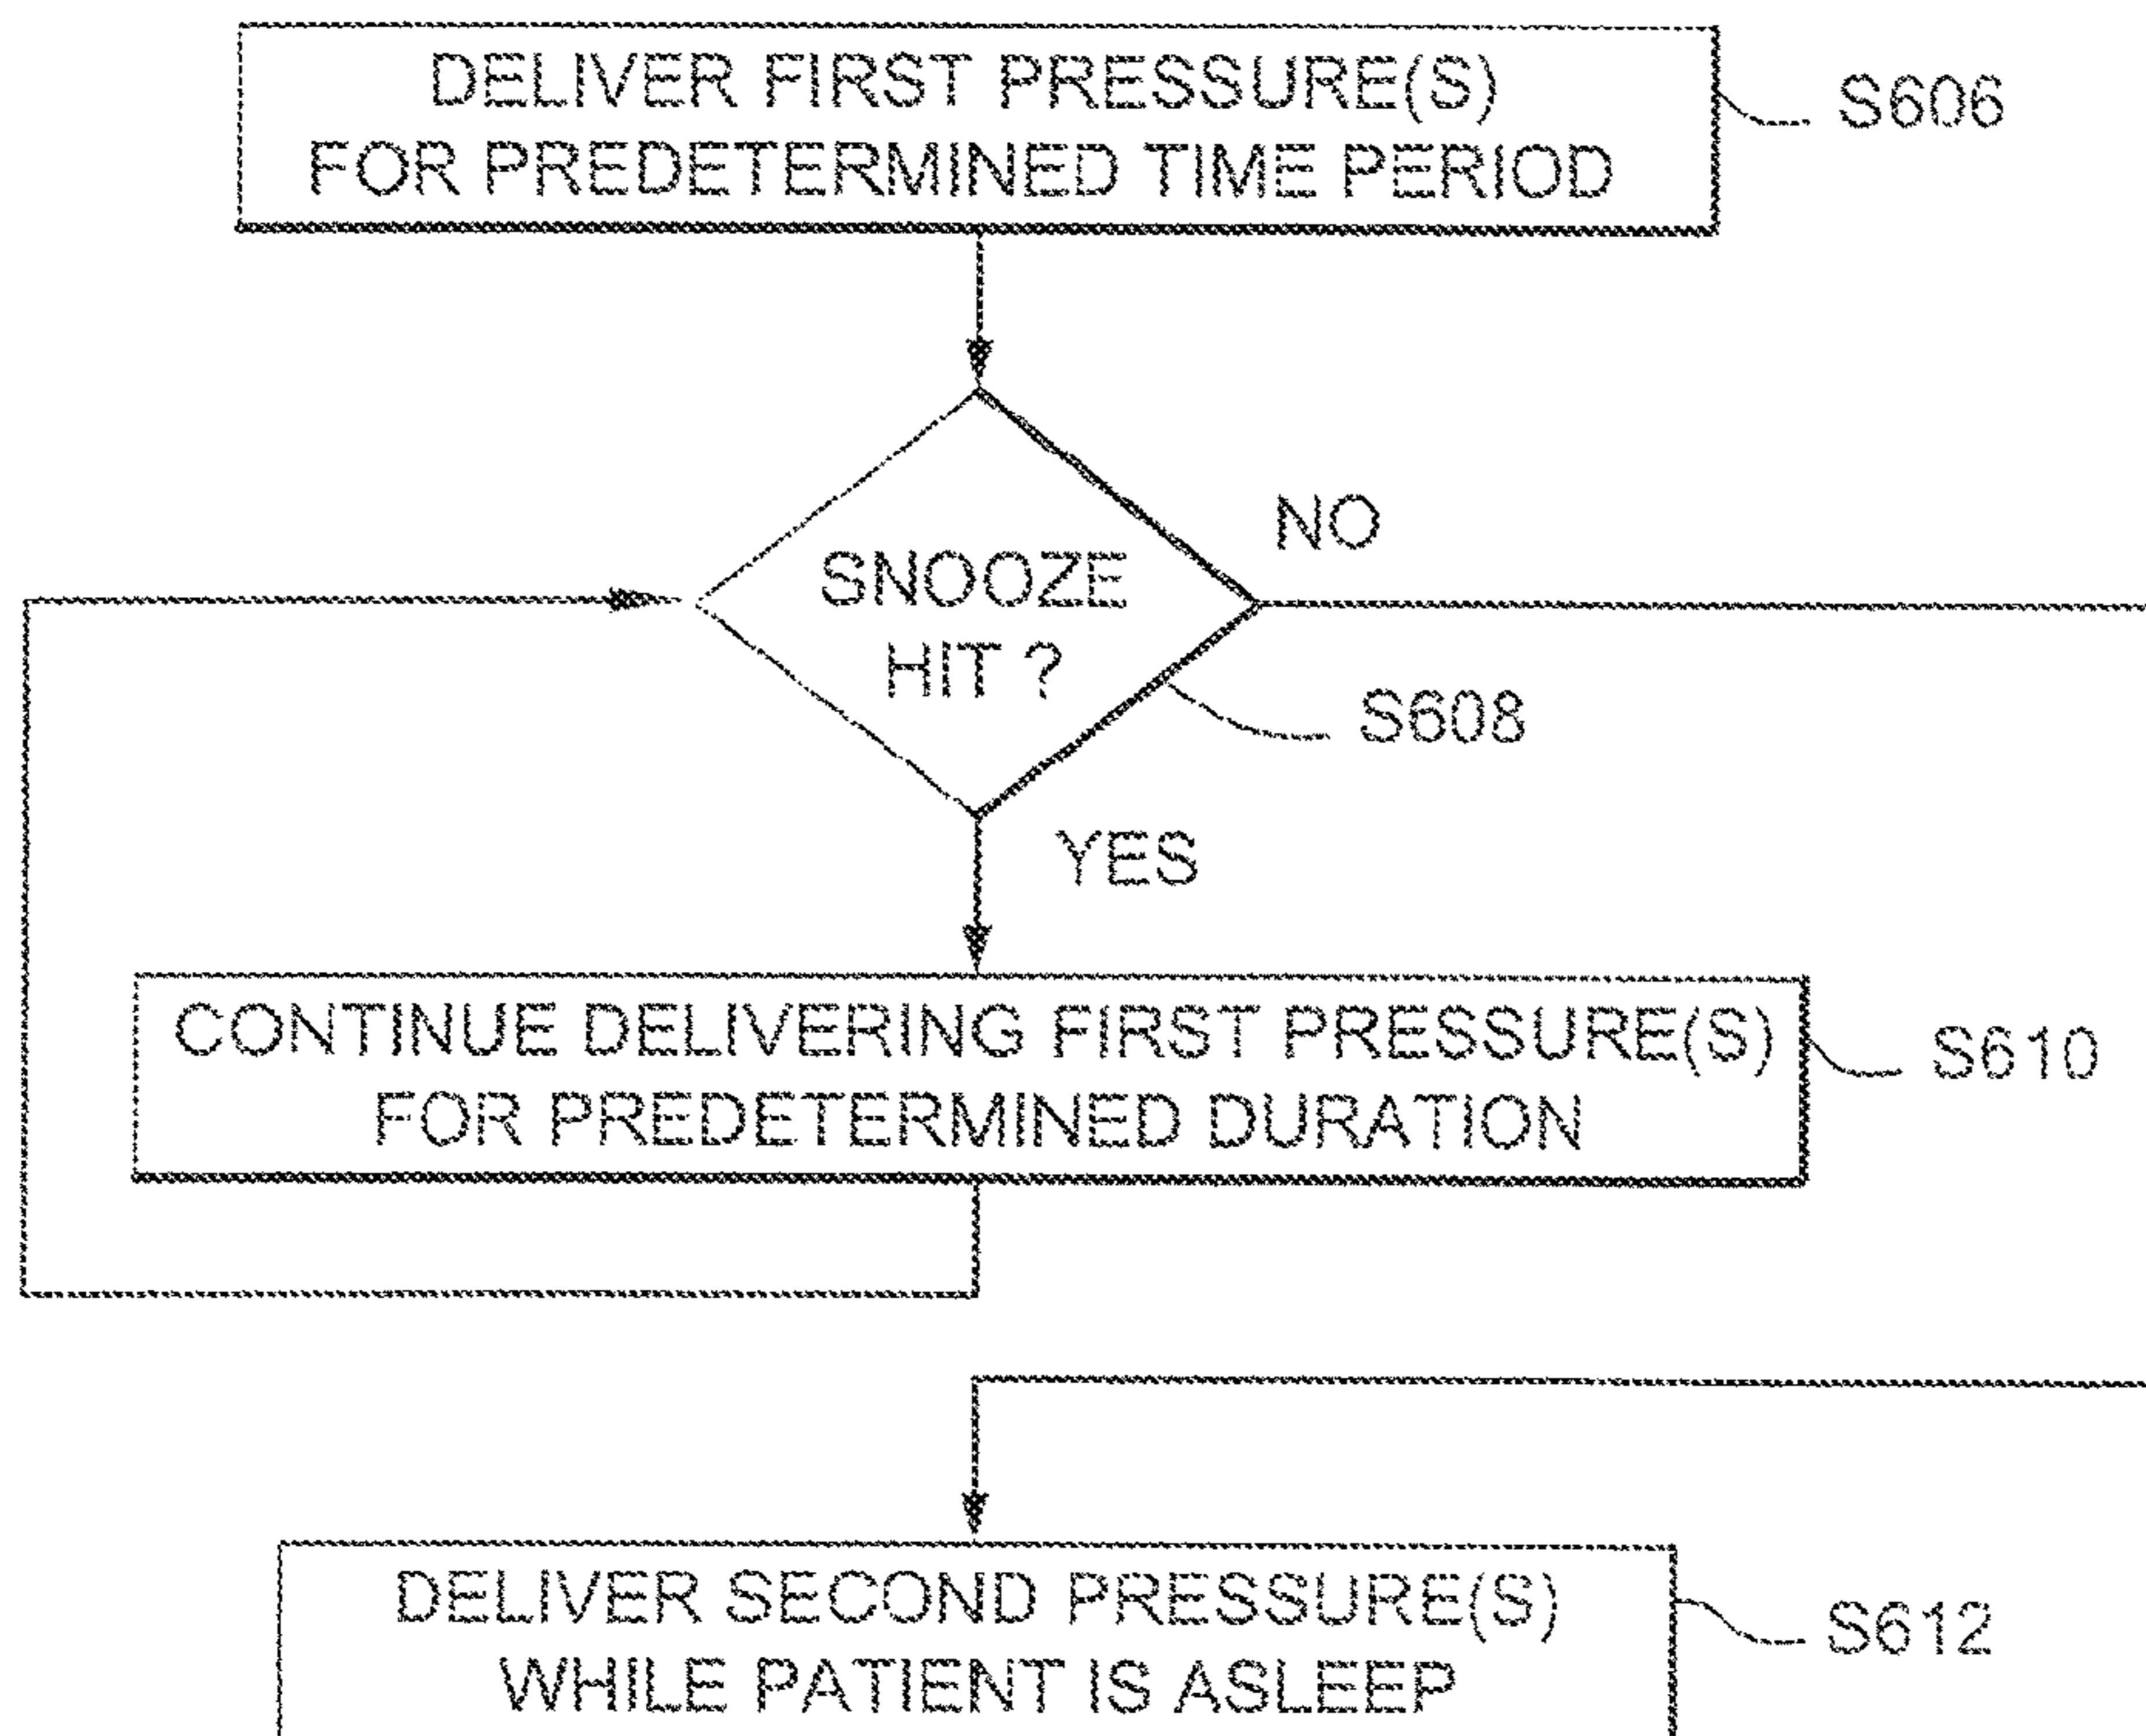 DELIVER FIRST PRESSURE(S)
FOR PREDETERMINED TIME PERIOD
S606
NO
SNOOZE
HIT ?
S608
YES
CONTINUE DELIVERING FIRST PRESSURE(S)
FOR PREDETERMINED DURATION
S610
DELIVER SECOND PRESSURE(S)
WHILE PATIENT IS ASLEEP
S612